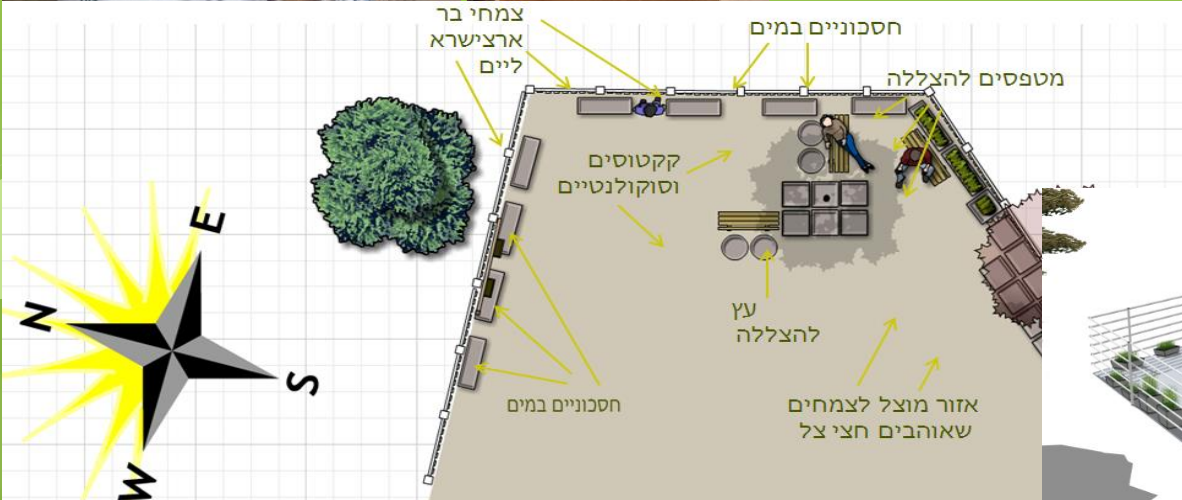 צמחי בר
ארצישרא
ליים
חסכוניים במים
מטפסים להצללה
קקטוסים
וסוקולנטיים
עץ
להצללה
חסכוניים במים
אזור מוצל לצמחים
שאוהבים חצי צל
E
N
S
W